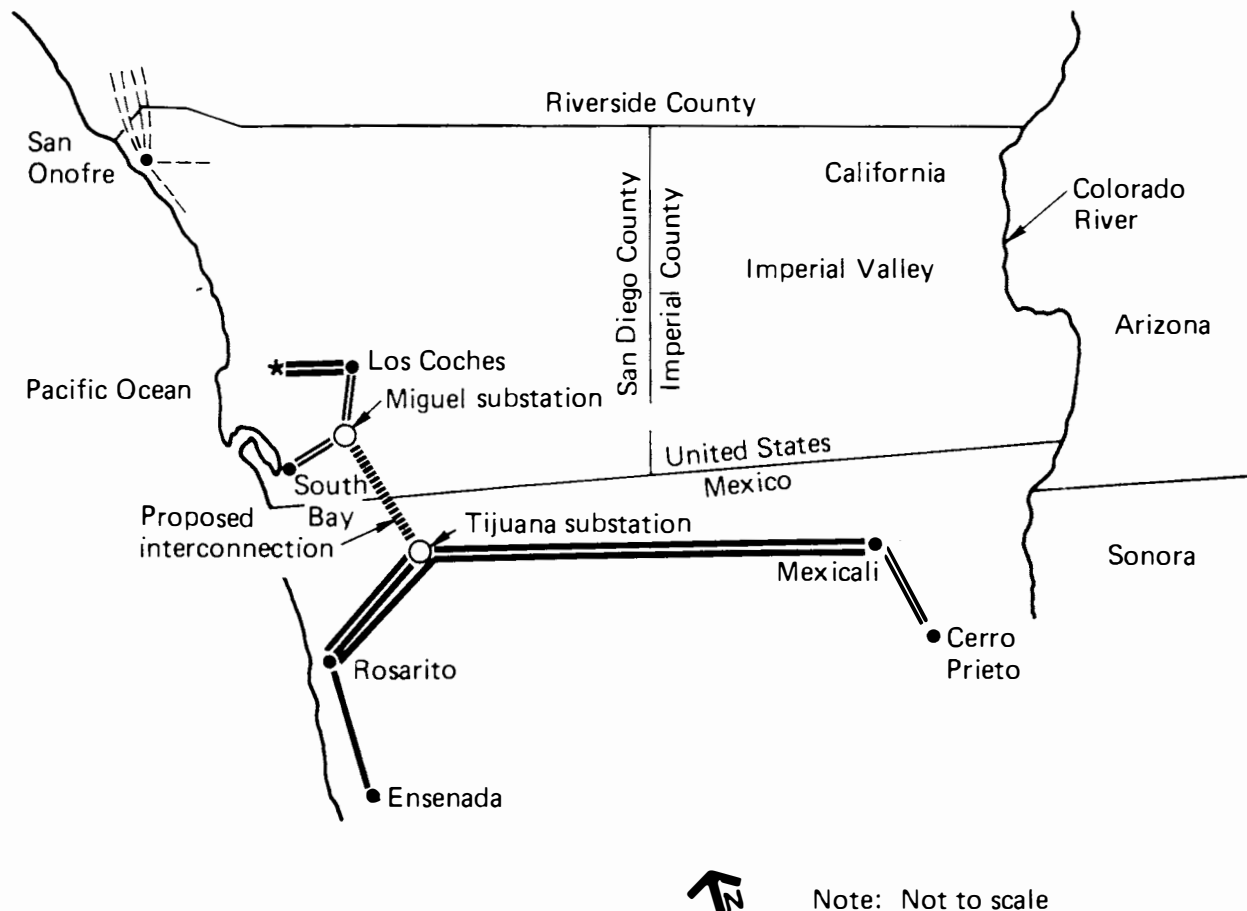 Riverside County
San
Onofre
California
Colorado
River
San Diego County
Imperial County
Imperial Valley
Arizona
Pacific Ocean
*
Los Coches
Miguel substation
United States
Mexico
South
Bay
Proposed
interconnection
Tijuana substation
Mexicali
Sonora
Cerro
Prieto
Rosarito
Ensenada
N
Note: Not to scale